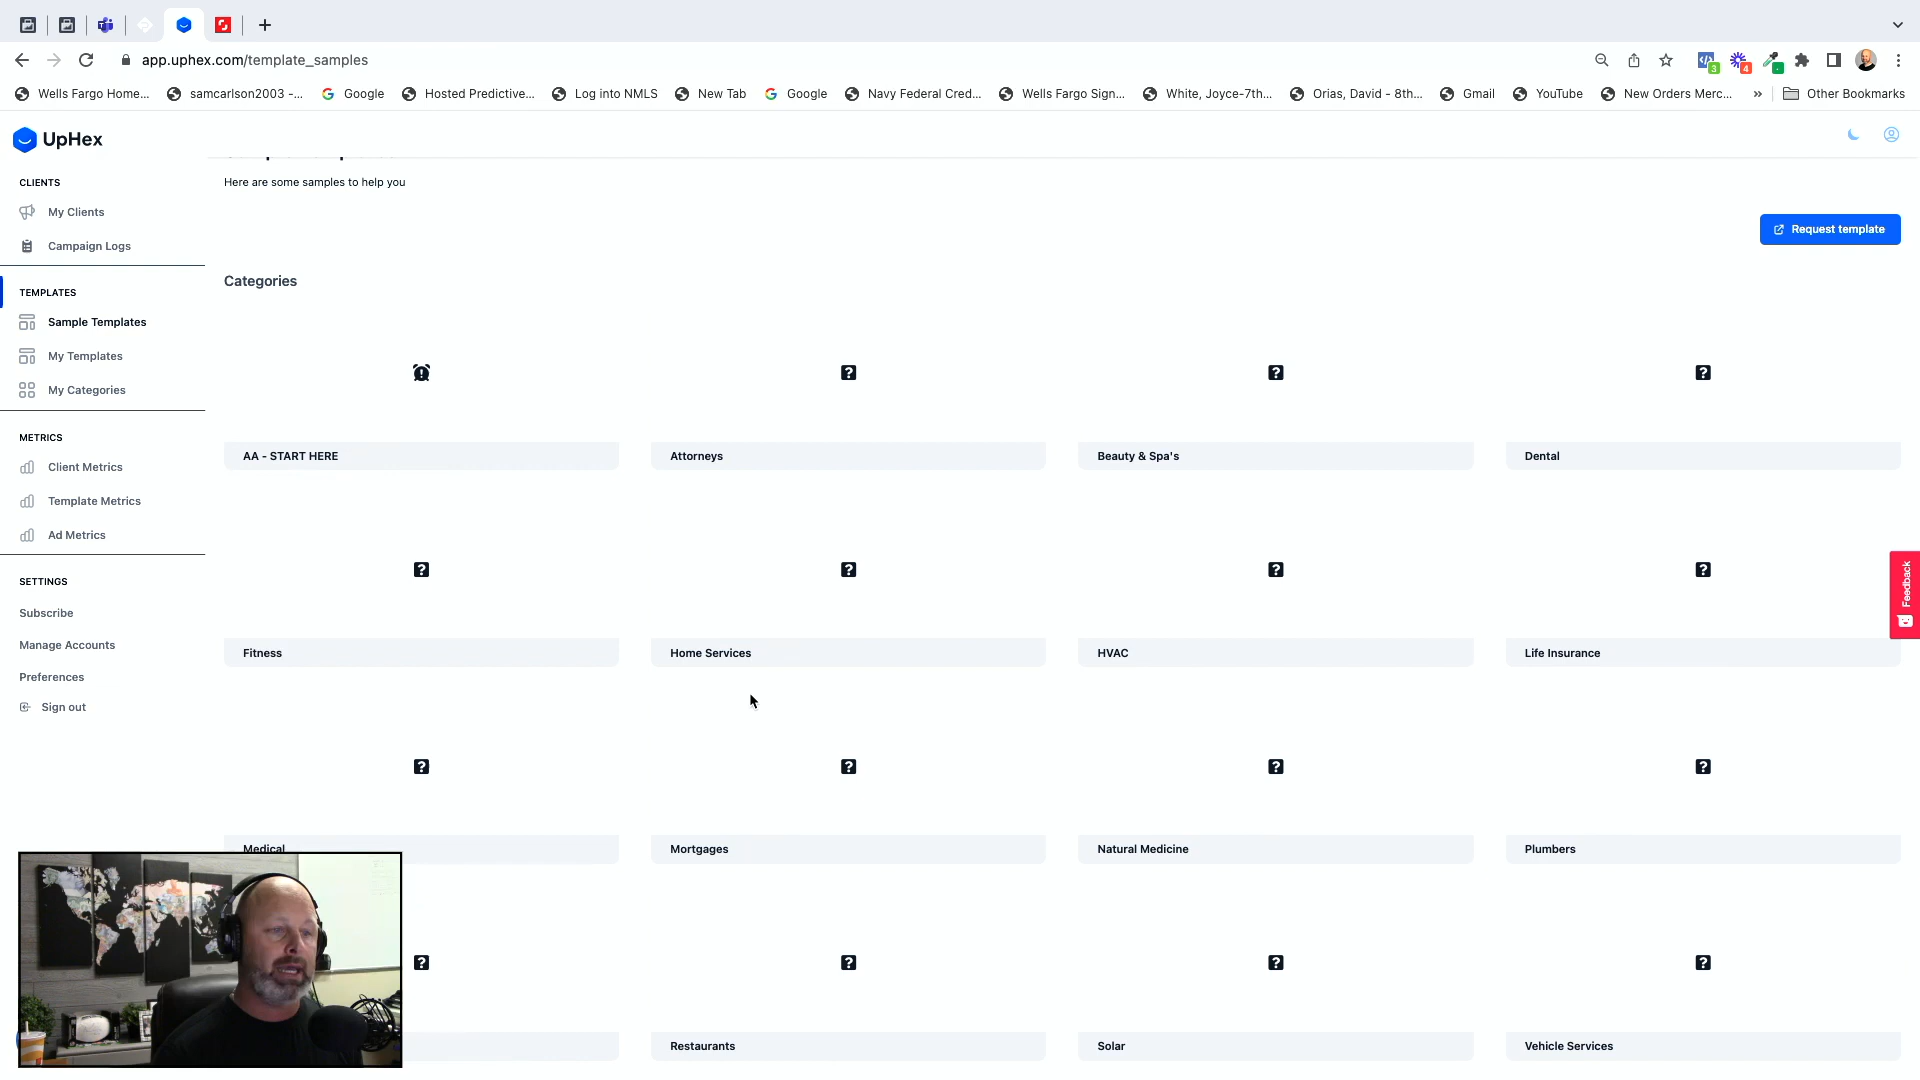 app.uphex.com/template_samples
3
4
Wells Fargo Home...
samcarlson2003 -...
Google
Hosted Predictive...
Log into NMLS
New Tab
Google
Navy Federal Cred...
Wells Fargo Sign...
White, Joyce-7th...
Orias, David - 8th...
Gmail
YouTube
New Orders Merc...
»
Other Bookmarks
UpHex
CLIENTS
My Clients
Campaign Logs
TEMPLATES
Sample Templates
My Templates
My Categories
METRICS
Client Metrics
Template Metrics
Ad Metrics
SETTINGS
Subscribe
Manage Accounts
Preferences
Sign out
Here are some samples to help you
Request template
Categories
AA - START HERE
Attorneys
Beauty & Spa's
Dental
Fitness
Home Services
HVAC
Life Insurance
Medical
Mortgages
Natural Medicine
Plumbers
Restaurants
Solar
Vehicle Services
Feedback